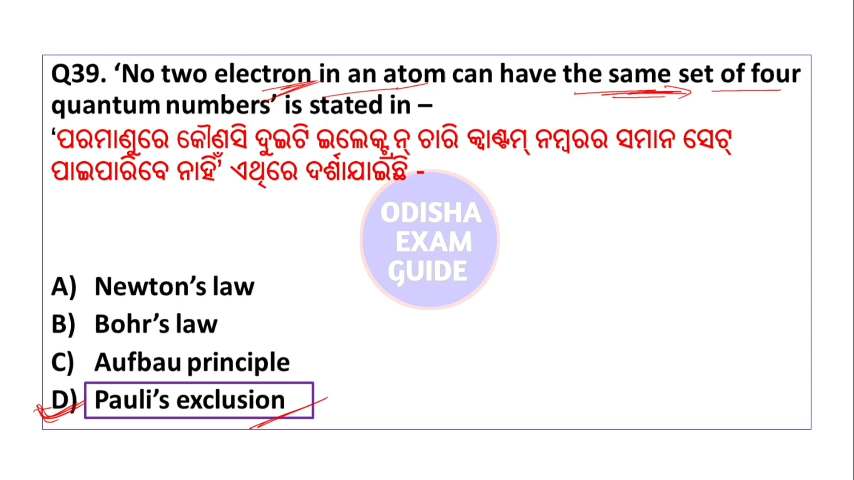 Q39. ‘No two electron in an atom can have the same set of four
quantum numbers’ is stated in –
‘ପରମାଣୁରେ କୌଣସି ଦୁଇଟି ଇଲେକ୍ଟ୍ରନ୍ ଚାରି କ୍ୱାଣ୍ଟମ୍ ନମ୍ବରର ସମାନ ସେଟ୍
ପାଇପାରିବେ ନାହିଁ’ ଏଥିରେ ଦର୍ଶାଯାଇଛି -
ODISHA
EXAM
GUIDE
A) Newton’s law
B) Bohr’s law
C) Aufbau principle
D) Pauli’s exclusion